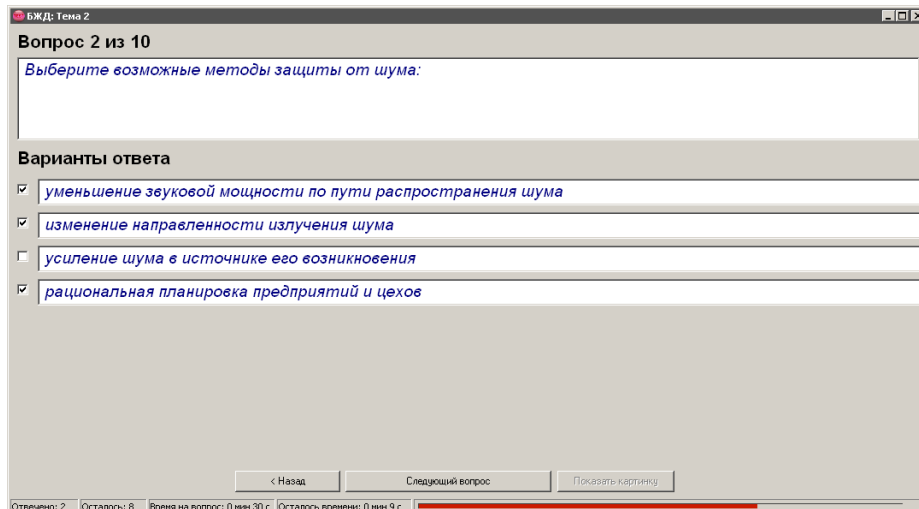 БЖД: Тема 2
Вопрос 2 из 10
Выберите возможные методы защиты от шума:
Варианты ответа
уменьшение звуковой мощности по пути распространения шума
изменение направленности излучения шума
усиление шума в источнике его возникновения
рациональная планировка предприятий и цехов
< Назад Следующий вопрос Показать картинку
Отвечено: 2 Осталось: 8 Время на вопрос: 0 мин 30 с Осталось времени: 0 мин 9 с